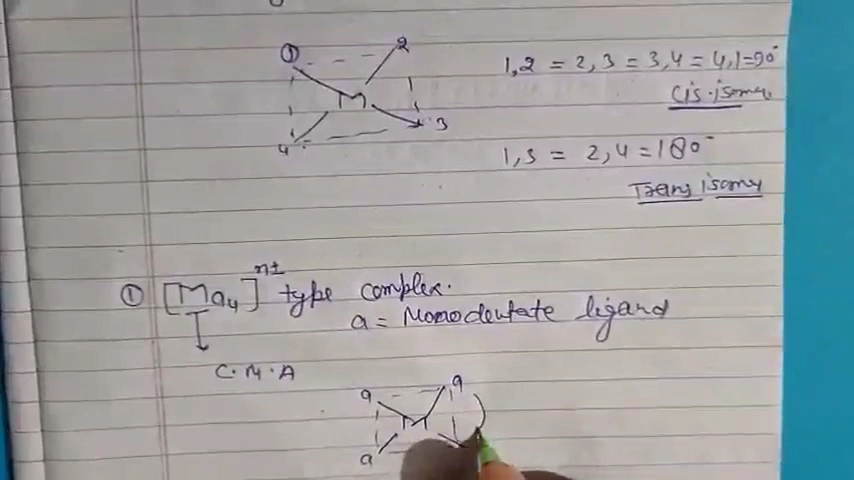 ① 2
1,2 = 2,3 = 3,4 = 4,1=90°
Cis-isomer
M
4 3
1,3 = 2,4 = 180°
Trans isomer
① [Ma4]n± type complex.
a = Monodentate ligand
C.M.A
a a
M
a